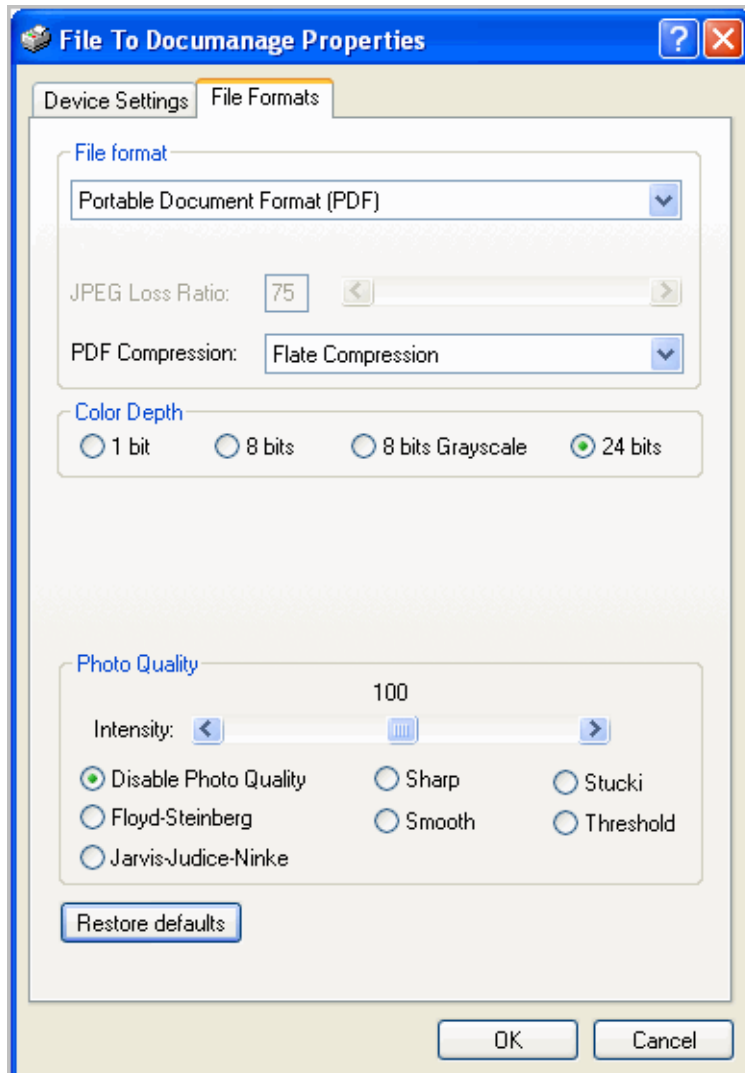 File To Documanage Properties
Device Settings File Formats
File format
Portable Document Format (PDF)
JPEG Loss Ratio: 75
PDF Compression: Flate Compression
Color Depth
1 bit 8 bits 8 bits Grayscale 24 bits
Photo Quality
100
Intensity:
Disable Photo Quality Sharp Stucki
Floyd-Steinberg Smooth Threshold
Jarvis-Judice-Ninke
Restore defaults
OK Cancel